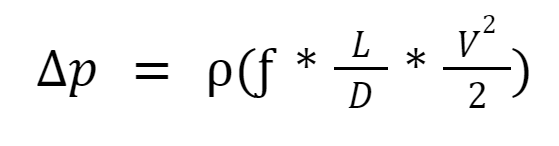 Δp = ρ(ƒ * L/D * V²/2)